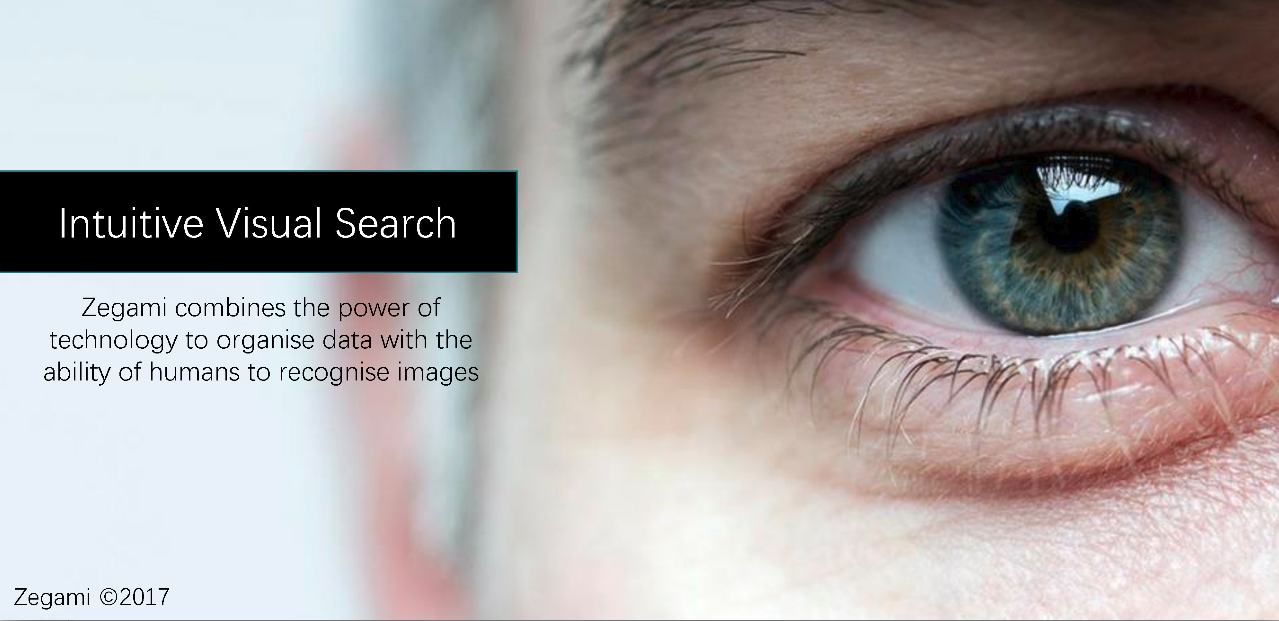 Intuitive Visual Search
Zegami combines the power of
technology to organise data with the
ability of humans to recognise images
Zegami ©2017